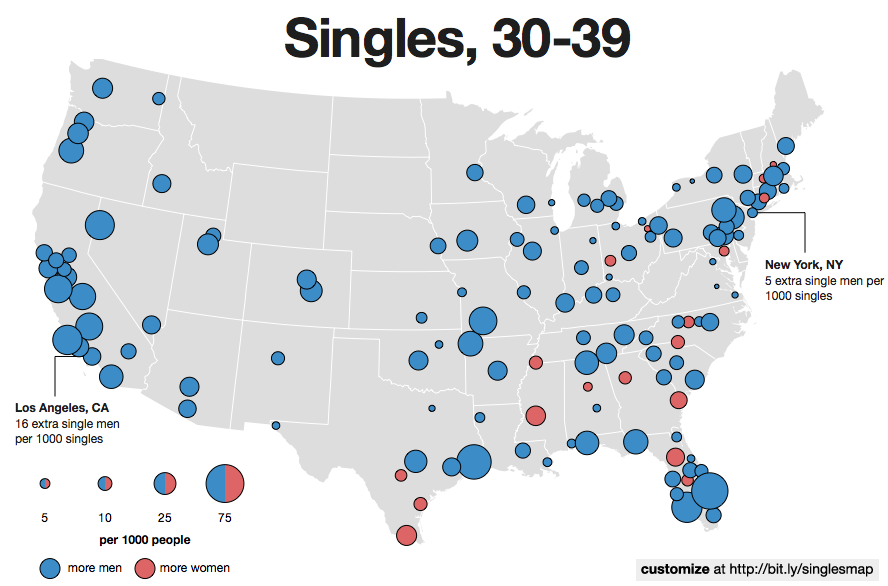 Singles, 30-39
New York, NY
5 extra single men per
1000 singles
Los Angeles, CA
16 extra single men
per 1000 singles
5 10 25 75
per 1000 people
more men more women
customize at http://bit.ly/singlesmap